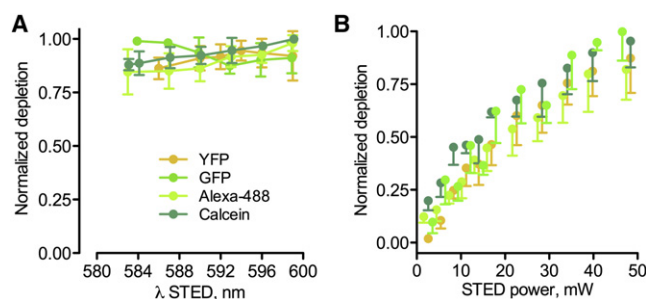 A
Normalized depletion
1.00
0.75
0.50
0.25
0.00
YFP
GFP
Alexa-488
Calcein
580 584 588 592 596 600
λ STED, nm
B
Normalized depletion
1.00
0.75
0.50
0.25
0.00
0 10 20 30 40 50
STED power, mW